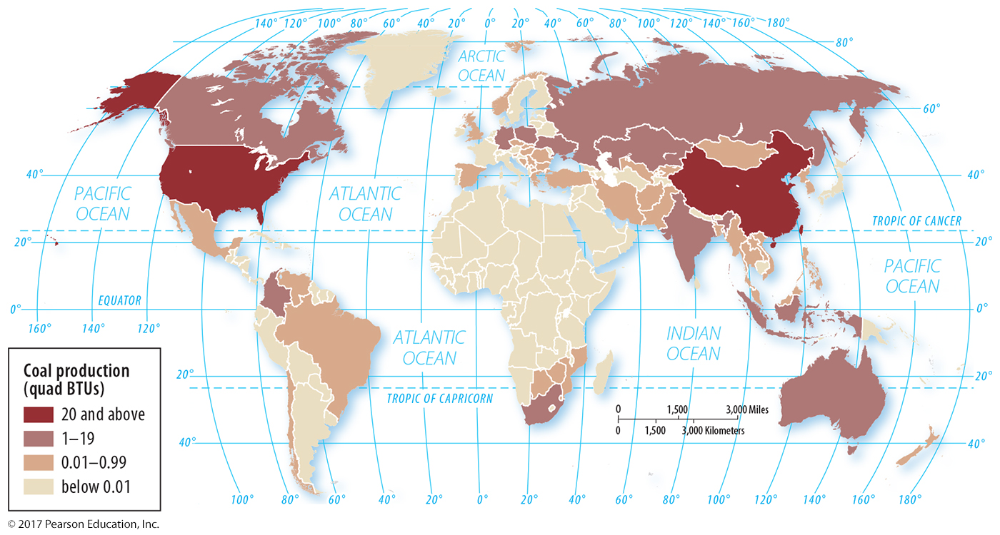 140° 120° 100° 80° 60° 40° 20° 0° 20° 40° 60° 80° 100° 120° 140° 160° 180°
80°
ARCTIC
OCEAN
60°
40°
40°
PACIFIC
OCEAN
ATLANTIC
OCEAN
TROPIC OF CANCER
20°
20°
PACIFIC
OCEAN
EQUATOR
0°
0°
160° 140° 120°
ATLANTIC
OCEAN
INDIAN
OCEAN
20°
20°
TROPIC OF CAPRICORN
0 1,500 3,000 Miles
0 1,500 3,000 Kilometers
40°
40°
100° 80° 60° 40° 20° 0° 20° 40° 60° 80° 100° 120° 140° 160° 180°
Coal production
(quad BTUs)
20 and above
1–19
0.01–0.99
below 0.01
© 2017 Pearson Education, Inc.